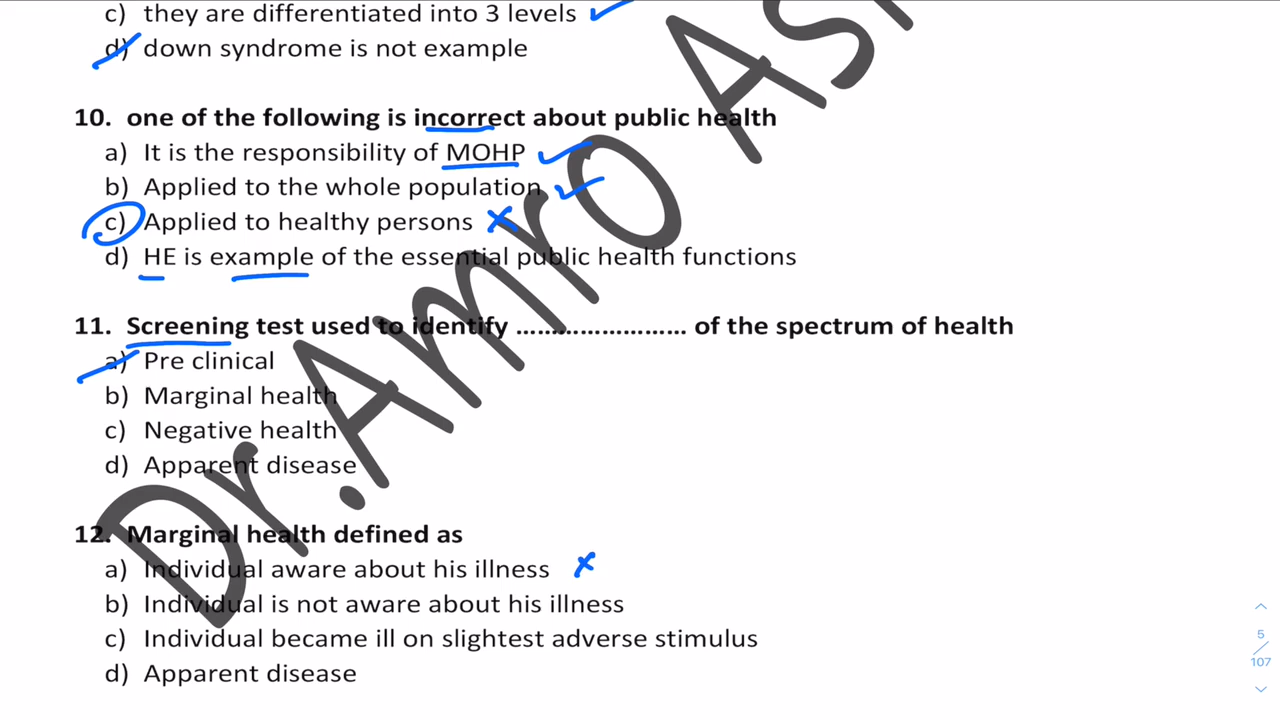 c) they are differentiated into 3 levels
d) down syndrome is not example
10. one of the following is incorrect about public health
a) It is the responsibility of MOHP
b) Applied to the whole population
c) Applied to healthy persons
d) HE is example of the essential public health functions
11. Screening test used to identify ........................ of the spectrum of health
a) Pre clinical
b) Marginal health
c) Negative health
d) Apparent disease
12. Marginal health defined as
a) Individual aware about his illness
b) Individual is not aware about his illness
c) Individual became ill on slightest adverse stimulus
d) Apparent disease
Dr.Amro
5
107